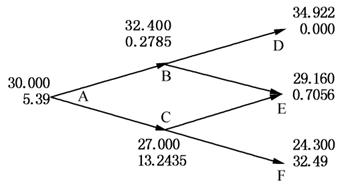 34.922
0.000
D
32.400
0.2785
B
30.000
5.39
A
29.160
0.7056
E
C
27.000
13.2435
24.300
32.49
F